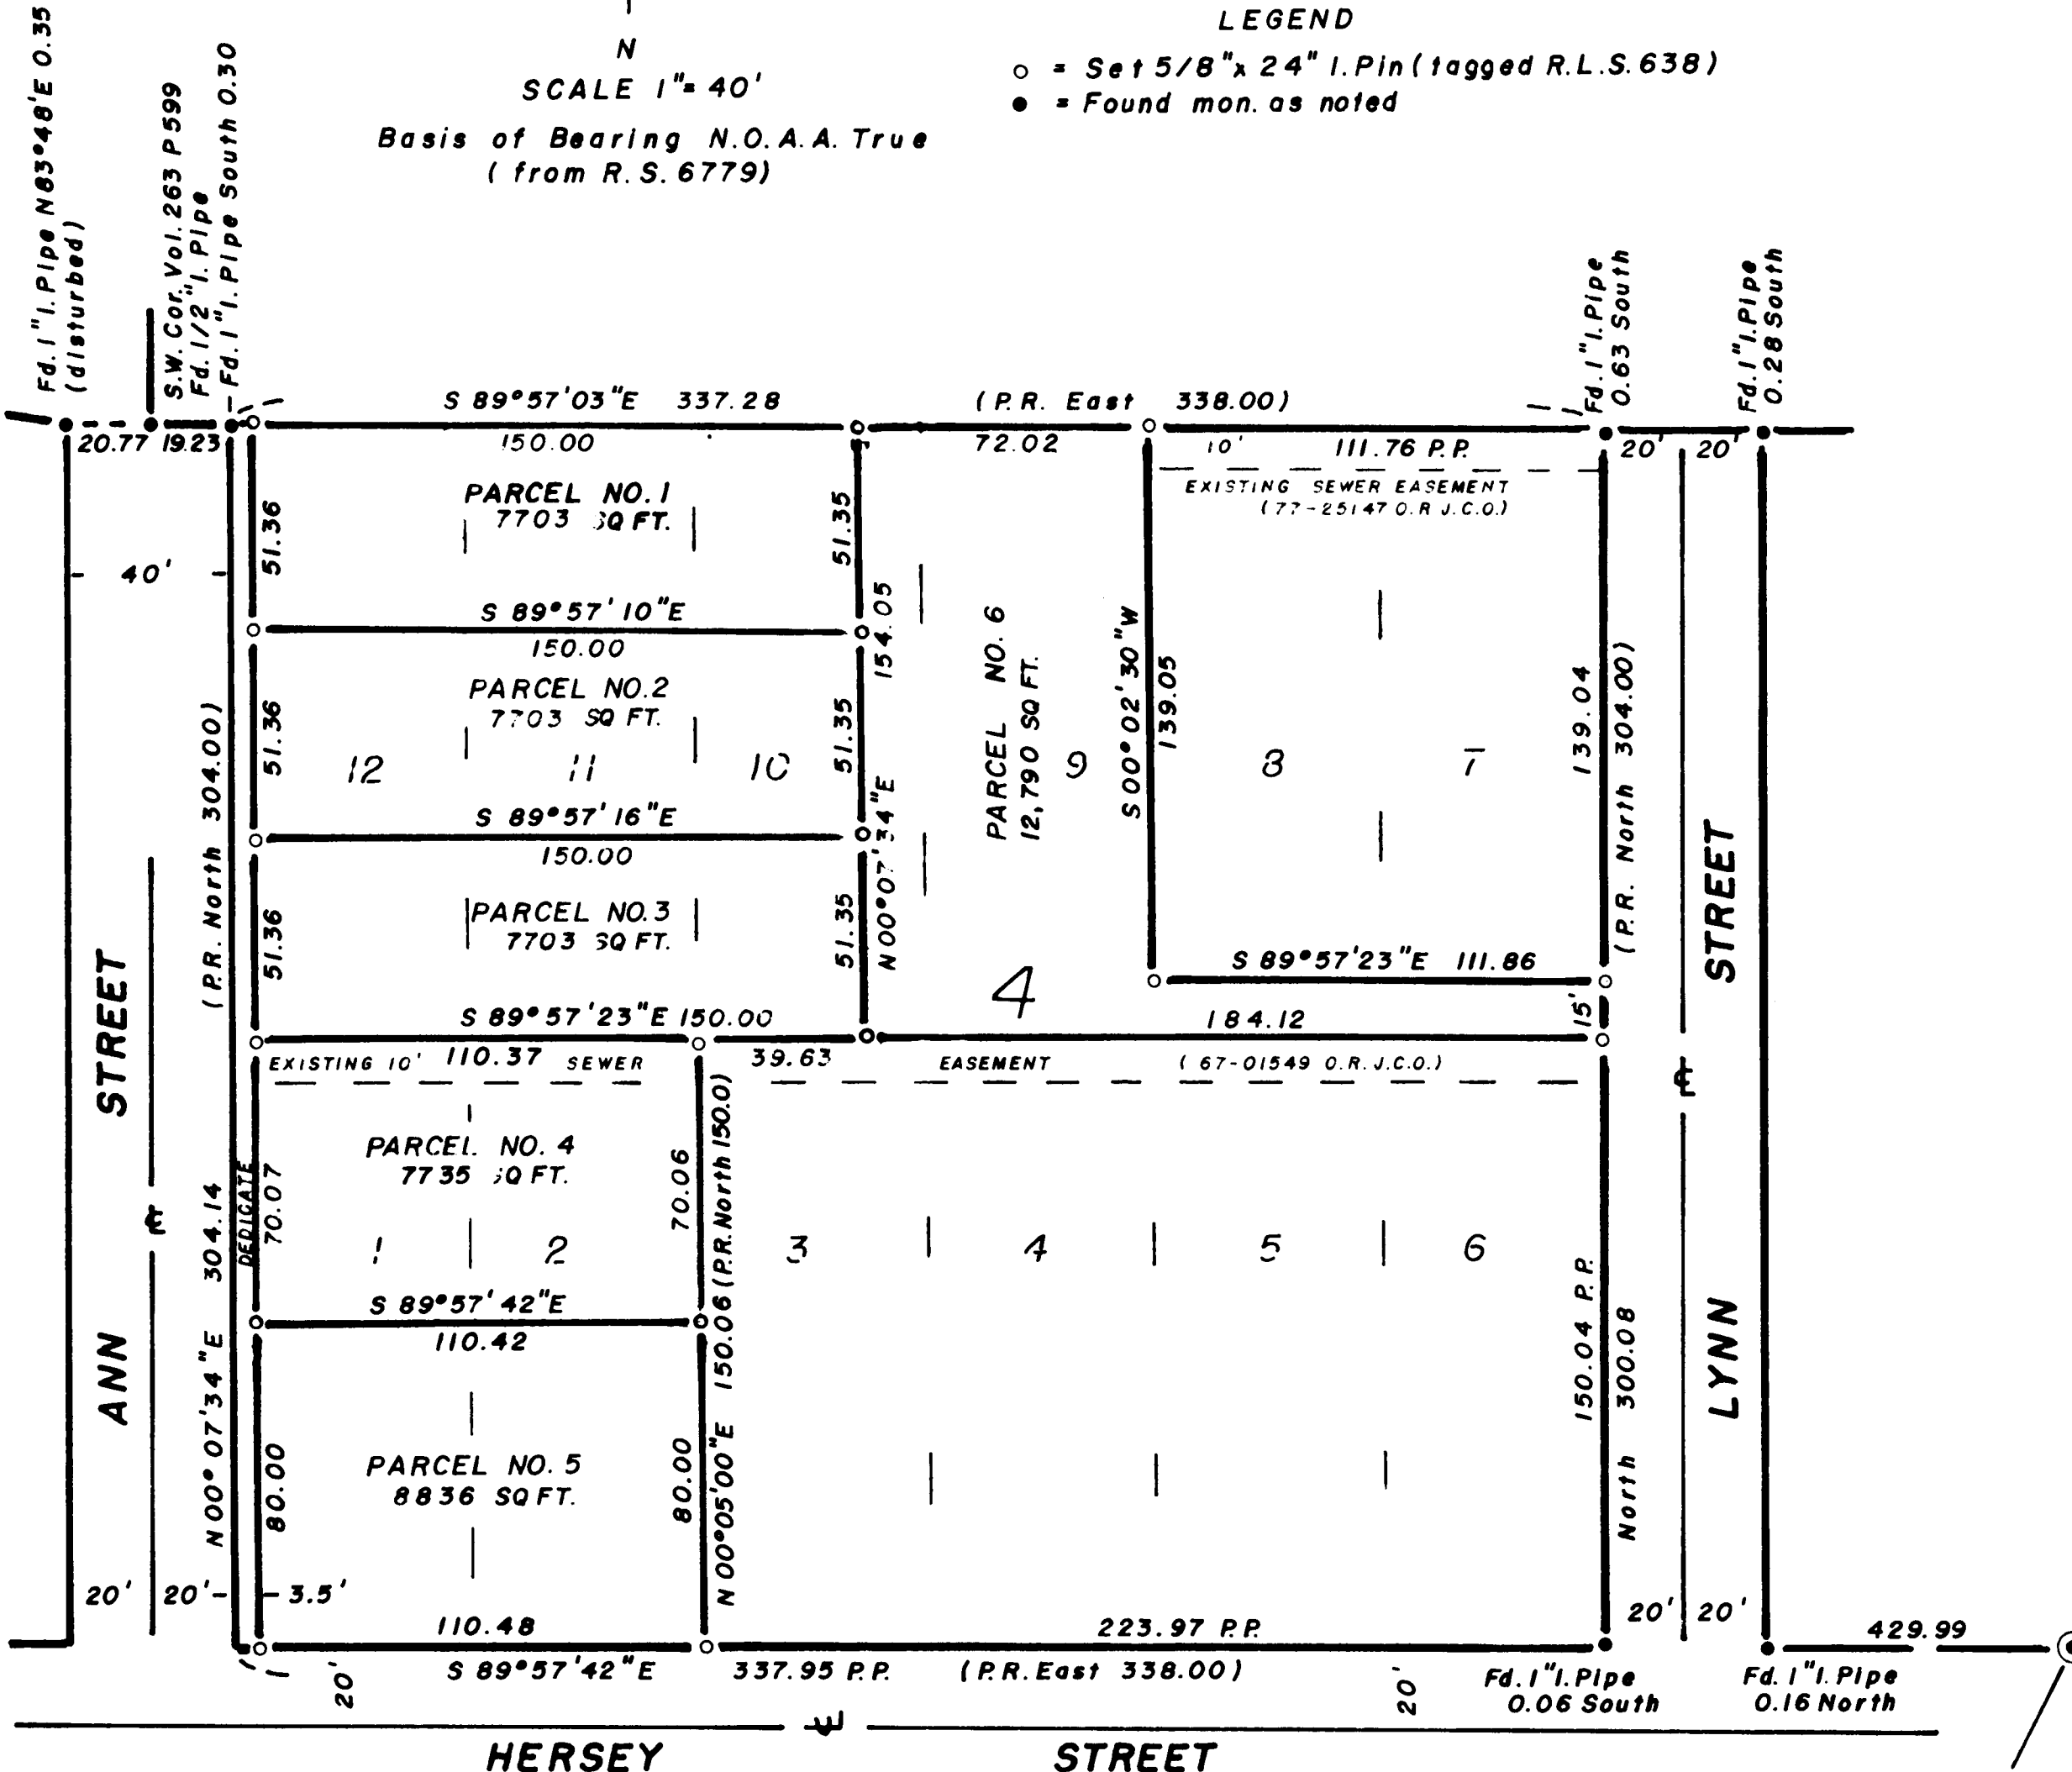 N
SCALE 1"= 40'
Basis of Bearing N.O.A.A. True
(from R.S. 6779)
LEGEND
○ = Set 5/8"x 24" I.Pin (tagged R.L.S. 638)
● = Found mon. as noted
Fd. 1" I.Pipe N83°48'E 0.35
(disturbed)
S.W. Cor. Vol. 263 P 599
Fd. 1/2" I.Pipe
Fd. 1" I.Pipe South 0.30
Fd. 1" I.Pipe
0.63 South
Fd. 1" I.Pipe
0.28 South
S 89°57'03"E 337.28 (P.R. East 338.00)
20.77 19.23 150.00 72.02 10' 111.76 P.P. 20' 20'
EXISTING SEWER EASEMENT
(77-25147 O.R J.C.O.)
PARCEL NO. 1
7703 SQ FT.
51.36
51.35
40'
S 89°57'10"E
150.00
154.05
PARCEL NO. 2
7703 SQ FT.
51.36
51.35
12 11 10 9 8 7
PARCEL NO. 6
12,790 SQ FT.
S 00°02'30"W
139.05
139.04
(P.R. North 304.00)
(P.R. North 304.00)
S 89°57'16"E
150.00
N 00°07'34"E
PARCEL NO. 3
7703 SQ FT.
51.36
51.35
4
S 89°57'23"E 111.86
15'
S 89°57'23"E 150.00 184.12
110.37 39.63
EXISTING 10' SEWER EASEMENT (67-01549 O.R. J.C.O.)
PARCEL NO. 4
7735 SQ FT.
DEDICATE
70.07
70.06
1 2 3 4 5 6
N 00°07'34"E 304.14
S 89°57'42"E
110.42
N 00°05'00"E 150.06 (P.R. North 150.0)
150.04 P.P.
North 300.08
PARCEL NO. 5
8836 SQ FT.
80.00
80.00
20' 20' 3.5'
20' 20'
110.48 223.97 P.P. 429.99
S 89°57'42"E 337.95 P.P. (P.R. East 338.00)
20'
20'
Fd. 1" I.Pipe
0.06 South
Fd. 1" I.Pipe
0.16 North
ANN STREET
LYNN STREET
HERSEY STREET